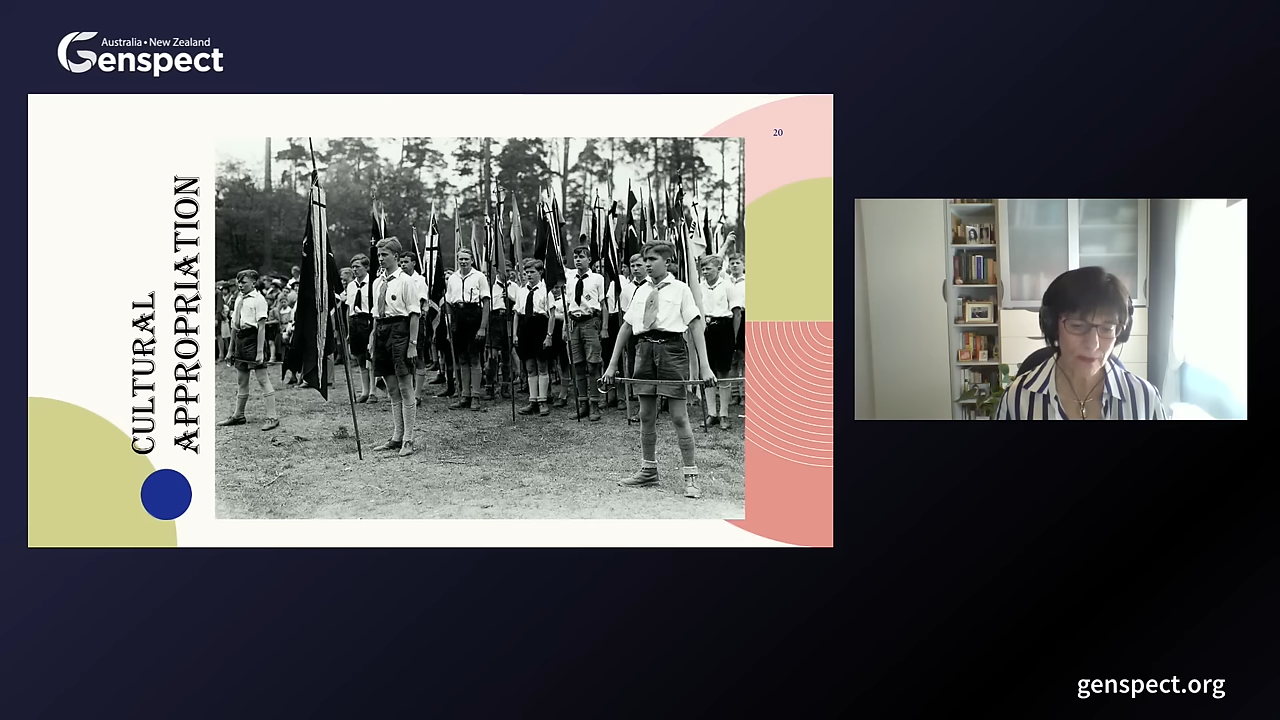 Australia • New Zealand
Genspect
20
CULTURAL
APPROPRIATION
genspect.org